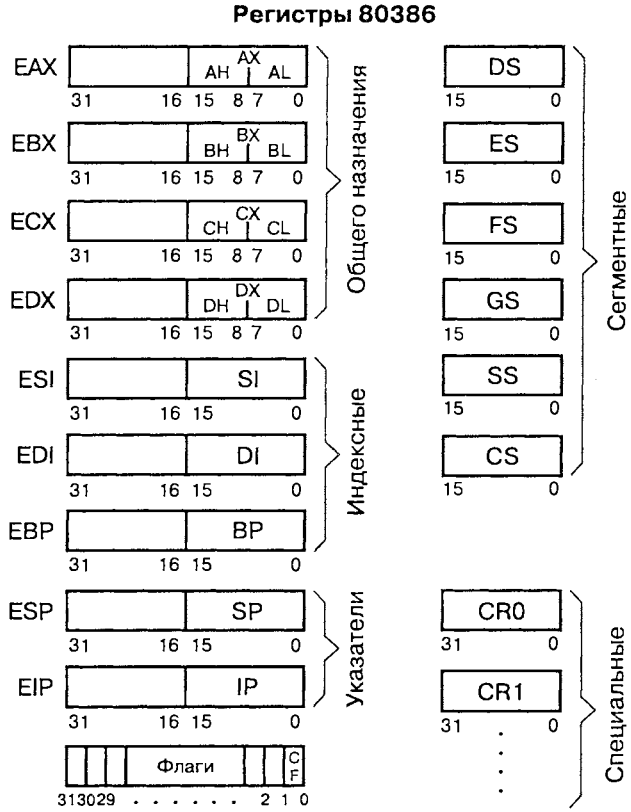 Регистры 80386
EAX AX AH AL
31 16 15 8 7 0
EBX BX BH BL
31 16 15 8 7 0
ECX CX CH CL
31 16 15 8 7 0
EDX DX DH DL
31 16 15 8 7 0
Общего назначения
ESI SI
31 16 15 0
EDI DI
31 16 15 0
EBP BP
31 16 15 0
Индексные
ESP SP
31 16 15 0
EIP IP
31 16 15 0
Указатели
Флаги CF
31 30 29 . . . . . . 2 1 0
DS
15 0
ES
15 0
FS
15 0
GS
15 0
SS
15 0
CS
15 0
Сегментные
CR0
31 0
CR1
31 0
Специальные